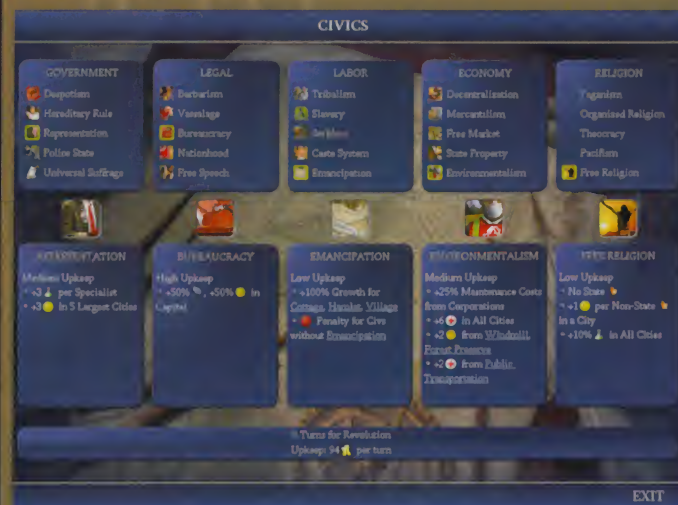 CIVICS
GOVERNMENT
Despotism
Hereditary Rule
Representation
Police State
Universal Suffrage
LEGAL
Barbarism
Vassalage
Bureaucracy
Nationhood
Free Speech
LABOR
Tribalism
Slavery
Caste System
Emancipation
ECONOMY
Decentralization
Mercantilism
Free Market
State Property
Environmentalism
RELIGION
Paganism
Organized Religion
Theocracy
Pacifism
Free Religion
REPRESENTATION
Medium Upkeep
+3 per Specialist
+3 in 5 Largest Cities
BUREAUCRACY
High Upkeep
+50% , +50% in
Capital
EMANCIPATION
Low Upkeep
+100% Growth for
Cottage, Hamlet, Village
Penalty for Civs
without Emancipation
ENVIRONMENTALISM
Medium Upkeep
+25% Maintenance Costs
from Corporations
+6 in All Cities
+2 from Windmill,
Forest Preserve
+2 from Public
Transportation
FREE RELIGION
Low Upkeep
No State
+1 per Non-State
in a City
+10% in All Cities
Turns for Revolution
Upkeep: 94 per turn
EXIT